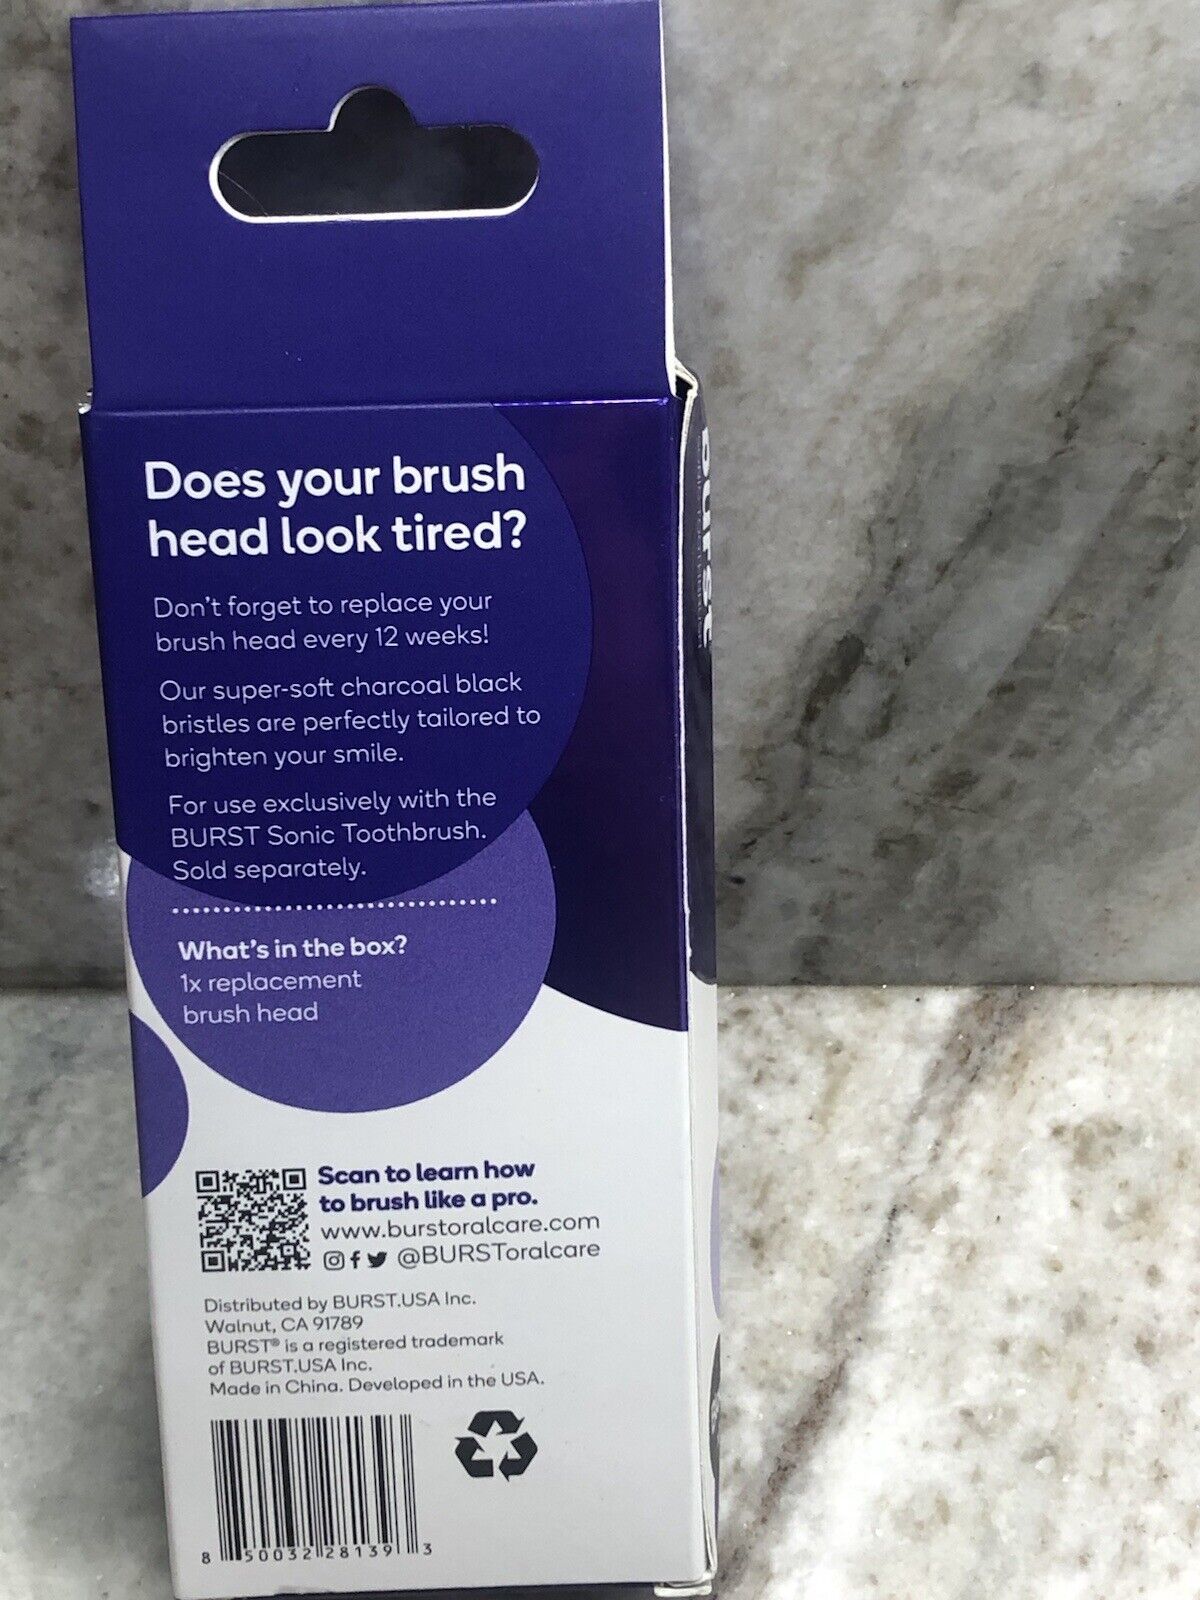 Does your brush
head look tired?
Don't forget to replace your
brush head every 12 weeks!
Our super-soft charcoal black
bristles are perfectly tailored to
brighten your smile.
For use exclusively with the
BURST Sonic Toothbrush.
Sold separately.
What's in the box?
1x replacement
brush head
Scan to learn how
to brush like a pro.
www.burstoralcare.com
@BURSToralcare
Distributed by BURST.USA Inc.
Walnut, CA 91789
BURST® is a registered trademark
of BURST.USA Inc.
Made in China. Developed in the USA.
8 50032 28139 3
burst